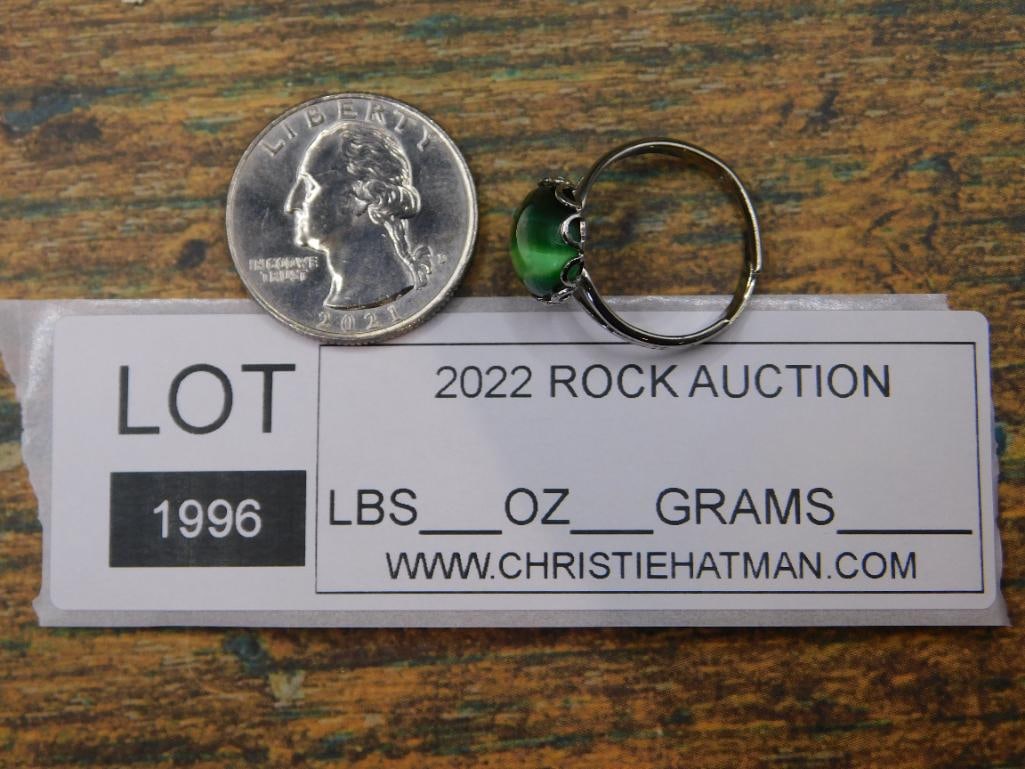 LIBERTY
IN GOD WE
TRUST
2021
LOT
1996
2022 ROCK AUCTION
LBS___OZ___GRAMS_____
WWW.CHRISTIEHATMAN.COM